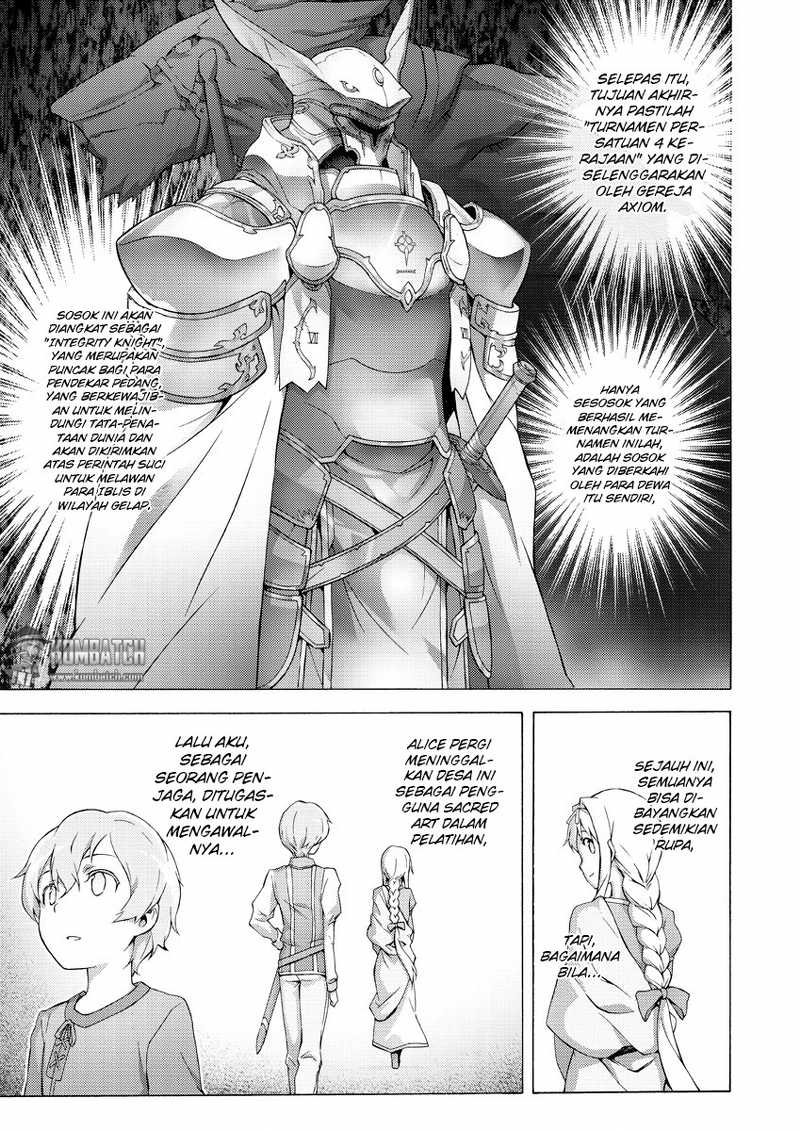 SELEPAS ITU,
TUJUAN AKHIR-
NYA PASTILAH
"TURNAMEN PER-
SATUAN 4 KE-
RAJAAN" YANG DI-
SELENGGARAKAN
OLEH GEREJA
AXIOM.
HANYA
SESOSOK YANG
BERHASIL ME-
MENANGKAN TUR-
NAMEN INILAH,
ADALAH SOSOK
YANG DIBERKAHI
OLEH PARA DEWA
ITU SENDIRI,
SOSOK INI AKAN
DIANGKAT SEBAGAI
"INTEGRITY KNIGHT",
YANG MERUPAKAN
PUNCAK BAGI PARA
PENDEKAR PEDANG,
YANG BERKEWAJIB-
AN UNTUK MELIN-
DUNGI TATA-PENA-
TAAN DUNIA DAN
AKAN DIKIRIMKAN
ATAS PERINTAH SUCI
UNTUK MELAWAN
PARA IBLIS DI
WILAYAH GELAP.
VII
VII
KOMBATCH
www.kombatch.com
SEJAUH INI,
SEMUANYA
BISA DI-
BAYANGKAN
SEDEMIKIAN
RUPA,
TAPI,
BAGAIMANA
BILA...
ALICE PERGI
MENINGGAL-
KAN DESA INI
SEBAGAI PENG-
GUNA SACRED
ART DALAM
PELATIHAN,
LALU AKU,
SEBAGAI
SEORANG PEN-
JAGA, DITUGAS-
KAN UNTUK
MENGAWAL-
NYA...